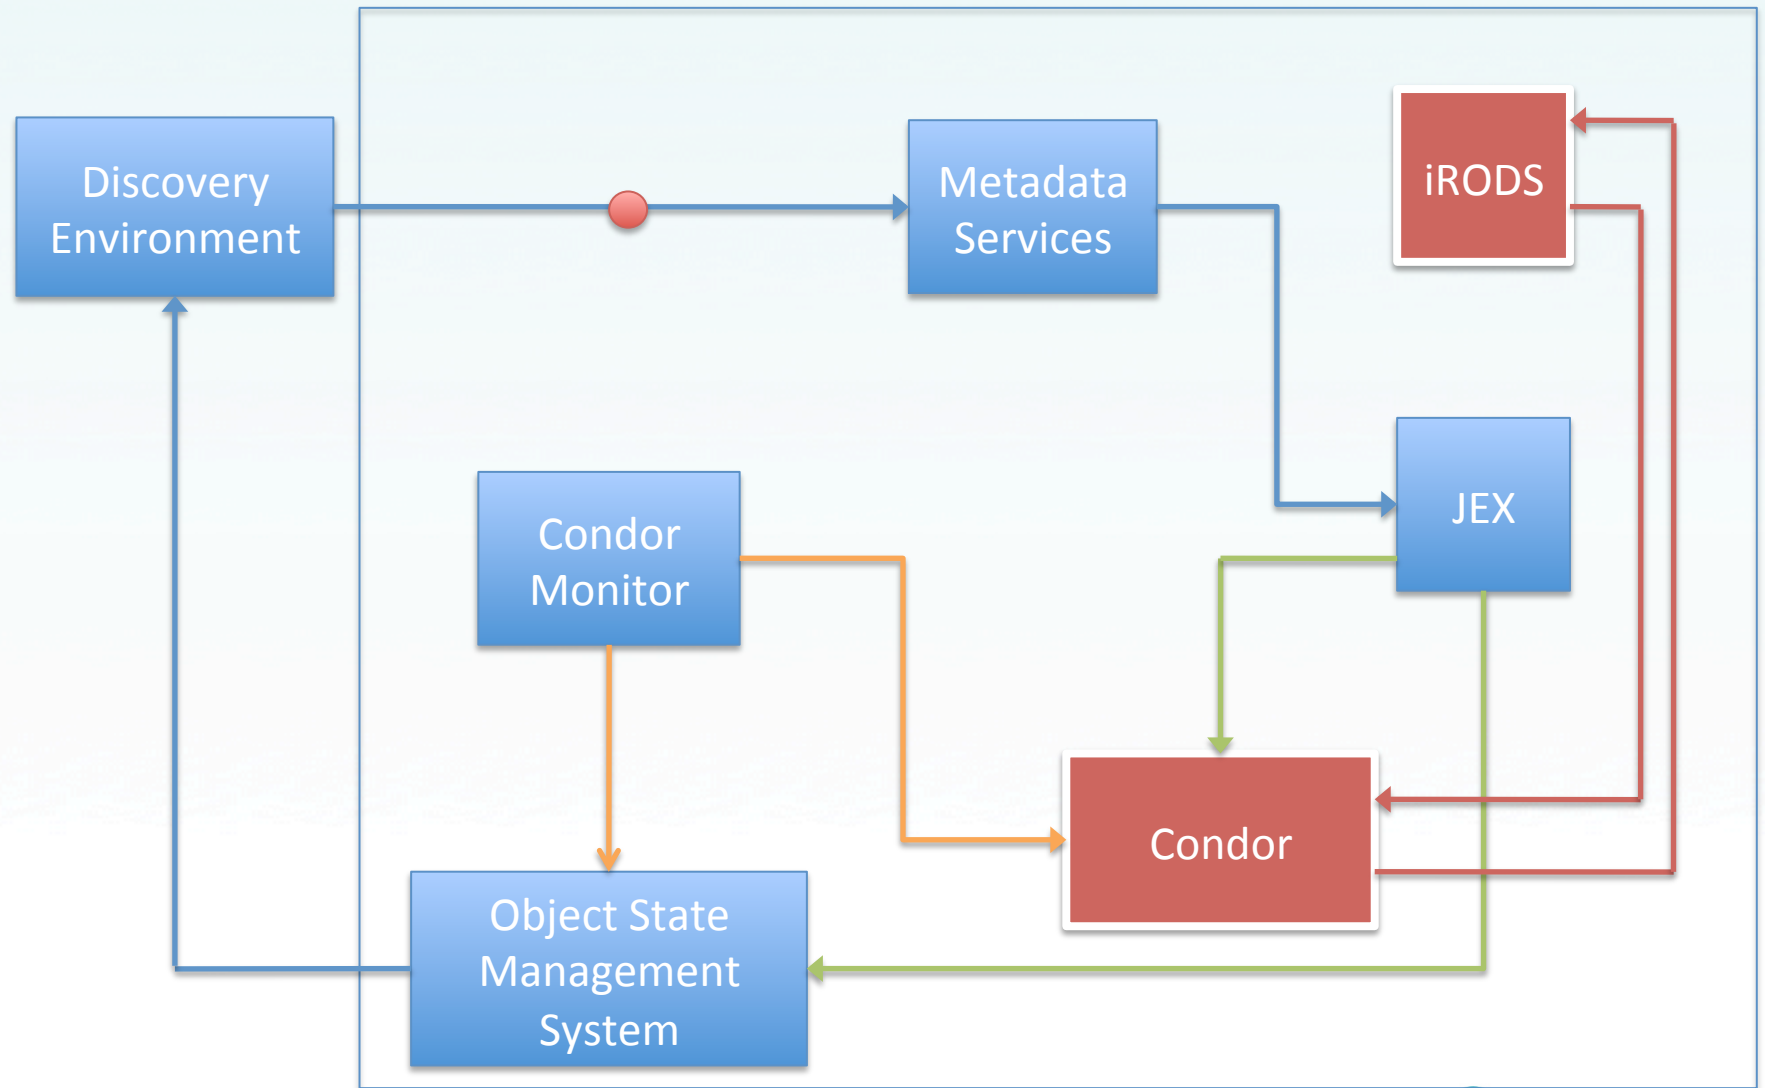 Discovery
Environment
Metadata
Services
iRODS
JEX
Condor
Monitor
Condor
Object State
Management
System